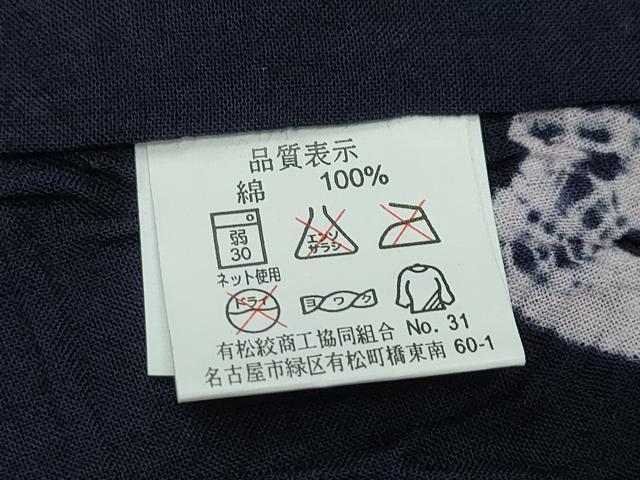 品質表示
綿 100%
弱
30
エンソ
サラシ
ネット使用
ドライ
ヨワク
有松絞商工協同組合 No. 31
名古屋市緑区有松町橋東南 60-1